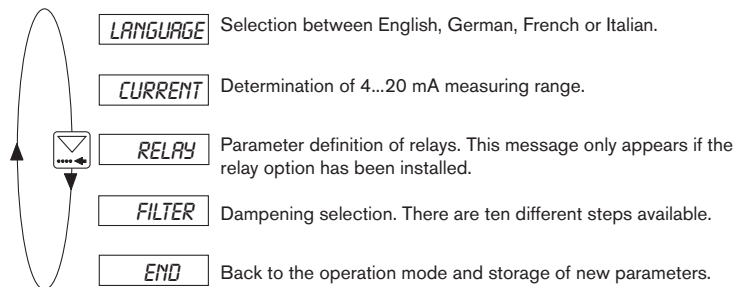 LANGUAGE Selection between English, German, French or Italian.
CURRENT Determination of 4...20 mA measuring range.
RELAY Parameter definition of relays. This message only appears if the
relay option has been installed.
FILTER Dampening selection. There are ten different steps available.
END Back to the operation mode and storage of new parameters.